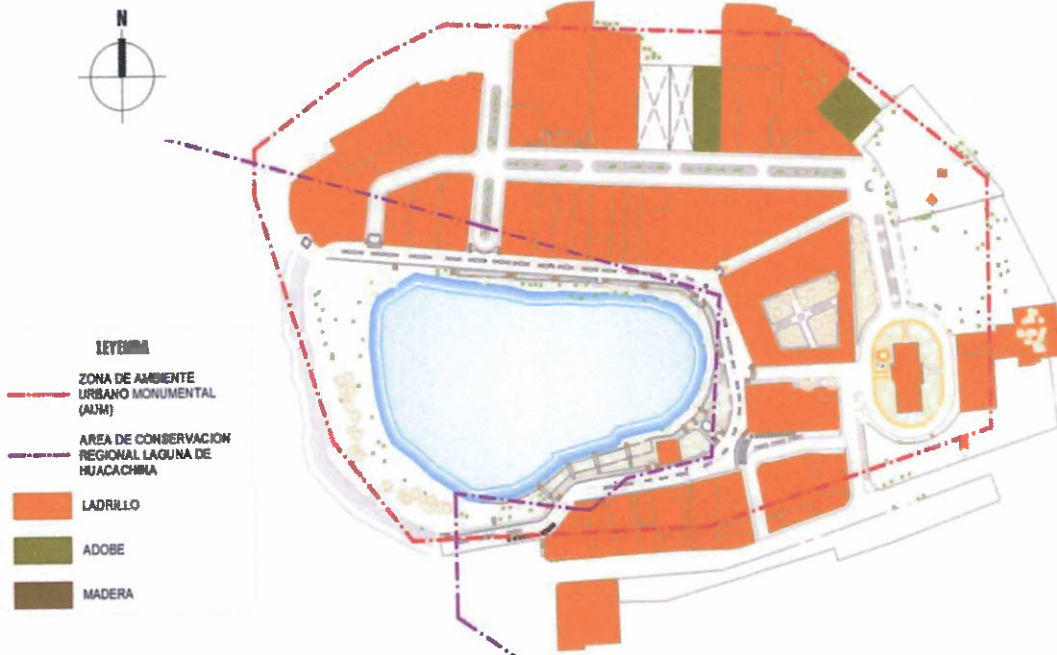 N
LEYENDA
ZONA DE AMBIENTE
URBANO MONUMENTAL
(AUM)
AREA DE CONSERVACION
REGIONAL LAGUNA DE
HUACACHINA
LADRILLO
ADOBE
MADERA